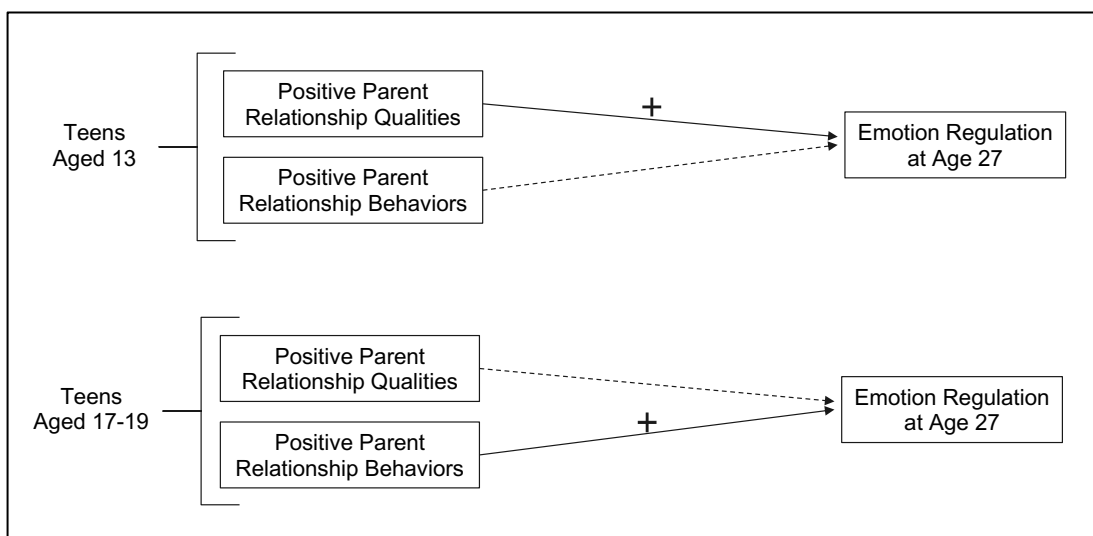 Teens
Aged 13
Positive Parent
Relationship Qualities
Positive Parent
Relationship Behaviors
+
Emotion Regulation
at Age 27
Teens
Aged 17-19
Positive Parent
Relationship Qualities
Positive Parent
Relationship Behaviors
+
Emotion Regulation
at Age 27